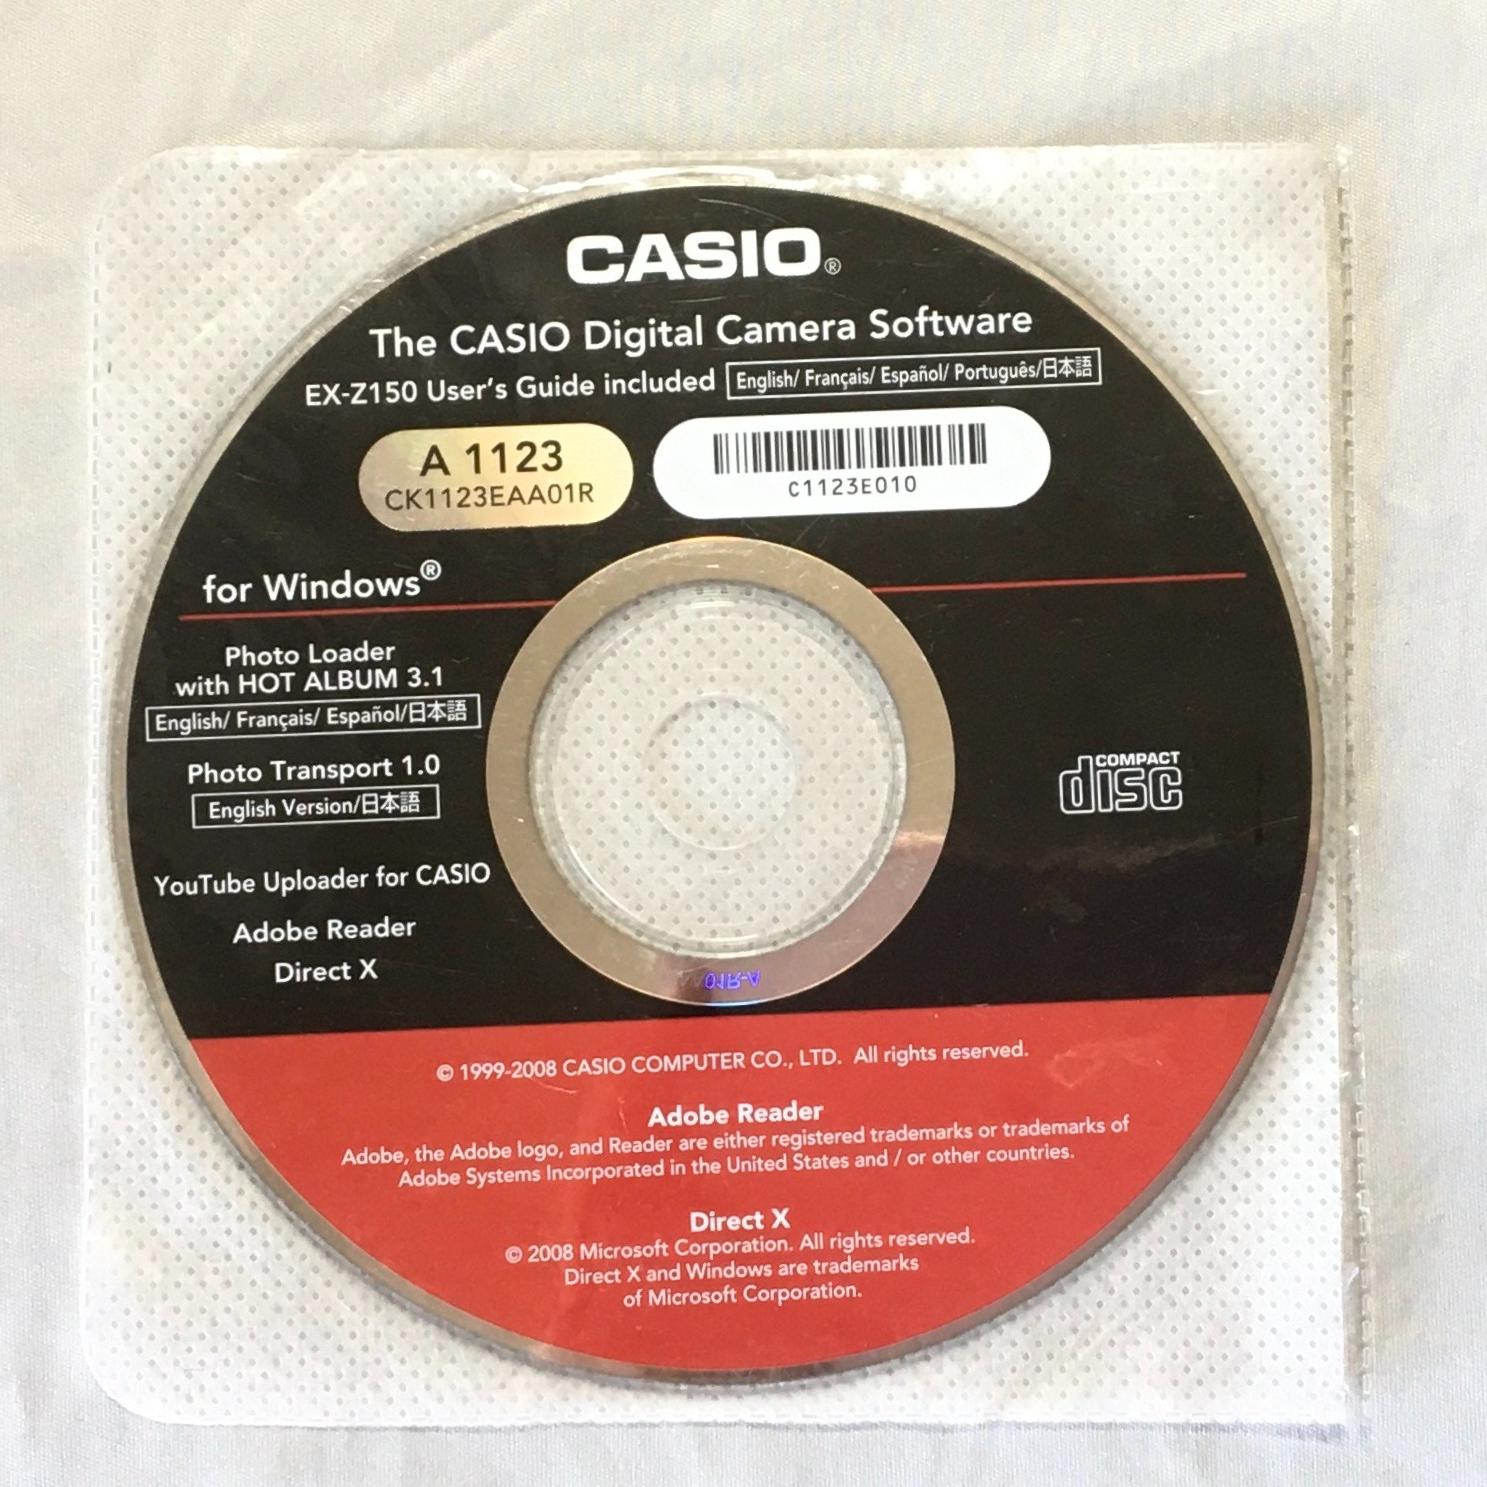 CASIO®
The CASIO Digital Camera Software
EX-Z150 User's Guide included English/ Français/ Español/ Português/日本語
A 1123
CK1123EAA01R
C1123E010
for Windows®
Photo Loader
with HOT ALBUM 3.1
English/ Français/ Español/日本語
Photo Transport 1.0
English Version/日本語
YouTube Uploader for CASIO
Adobe Reader
Direct X
COMPACT
disc
01R-A
© 1999-2008 CASIO COMPUTER CO., LTD. All rights reserved.
Adobe Reader
Adobe, the Adobe logo, and Reader are either registered trademarks or trademarks of
Adobe Systems Incorporated in the United States and / or other countries.
Direct X
© 2008 Microsoft Corporation. All rights reserved.
Direct X and Windows are trademarks
of Microsoft Corporation.